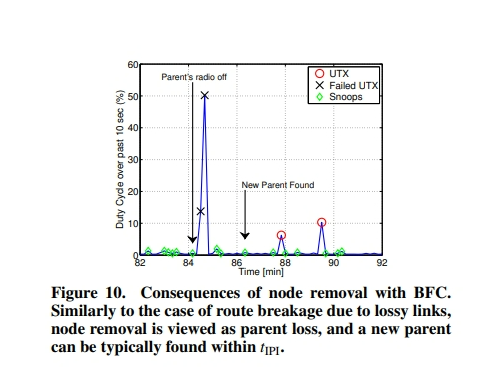 60
50
40
30
20
10
0
Duty Cycle over past 10 sec (%)
Parent's radio off
UTX
Failed UTX
Snoops
New Parent Found
82 84 86 88 90 92
Time [min]
Figure 10. Consequences of node removal with BFC.
Similarly to the case of route breakage due to lossy links,
node removal is viewed as parent loss, and a new parent
can be typically found within tIPI.